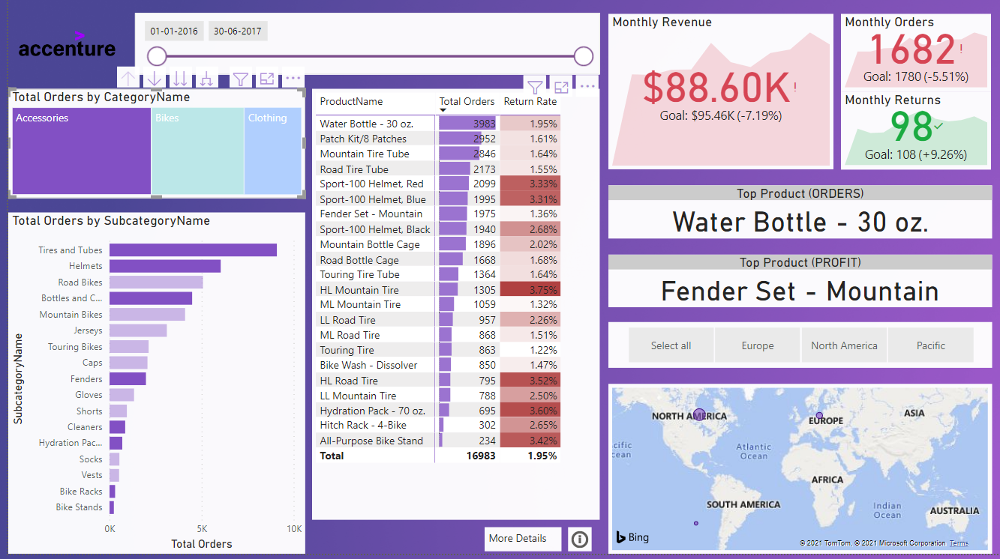 accenture
01-01-2016 30-06-2017
Total Orders by CategoryName
Accessories Bikes Clothing
Total Orders by SubcategoryName
SubcategoryName
Tires and Tubes
Helmets
Road Bikes
Bottles and C...
Mountain Bikes
Jerseys
Touring Bikes
Caps
Fenders
Gloves
Shorts
Cleaners
Hydration Pac...
Socks
Vests
Bike Racks
Bike Stands
0K 5K 10K
Total Orders
ProductName Total Orders Return Rate
Water Bottle - 30 oz. 3983 1.95%
Patch Kit/8 Patches 2952 1.61%
Mountain Tire Tube 2846 1.64%
Road Tire Tube 2173 1.55%
Sport-100 Helmet, Red 2099 3.33%
Sport-100 Helmet, Blue 1995 3.31%
Fender Set - Mountain 1975 1.36%
Sport-100 Helmet, Black 1940 2.68%
Mountain Bottle Cage 1896 2.02%
Road Bottle Cage 1668 1.68%
Touring Tire Tube 1364 1.64%
HL Mountain Tire 1305 3.75%
ML Mountain Tire 1059 1.32%
LL Road Tire 957 2.26%
ML Road Tire 868 1.51%
Touring Tire 863 1.22%
Bike Wash - Dissolver 850 1.47%
HL Road Tire 795 3.52%
LL Mountain Tire 788 2.50%
Hydration Pack - 70 oz. 695 3.60%
Hitch Rack - 4-Bike 302 2.65%
All-Purpose Bike Stand 234 3.42%
Total 16983 1.95%
More Details
Monthly Revenue
$88.60K!
Goal: $95.46K (-7.19%)
Monthly Orders
1682!
Goal: 1780 (-5.51%)
Monthly Returns
98
Goal: 108 (+9.26%)
Top Product (ORDERS)
Water Bottle - 30 oz.
Top Product (PROFIT)
Fender Set - Mountain
Select all Europe North America Pacific
NORTH AMERICA
EUROPE
ASIA
cific
cean
Atlantic
Ocean
AFRICA
SOUTH AMERICA
Indian
Ocean
AUSTRALIA
Bing
© 2021 TomTom, © 2021 Microsoft Corporation Terms